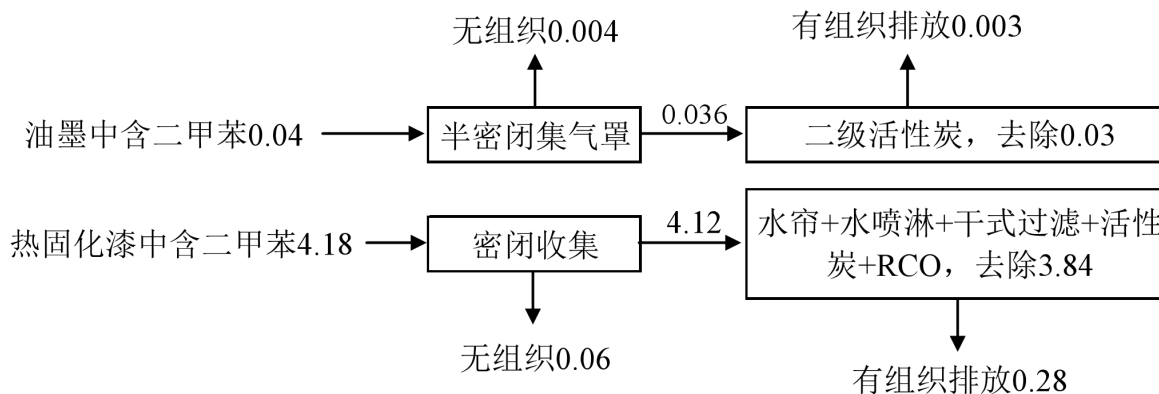 无组织0.004
有组织排放0.003
油墨中含二甲苯0.04
半密闭集气罩
0.036
二级活性炭，去除0.03
热固化漆中含二甲苯4.18
密闭收集
4.12
水帘+水喷淋+干式过滤+活性
炭+RCO，去除3.84
无组织0.06
有组织排放0.28